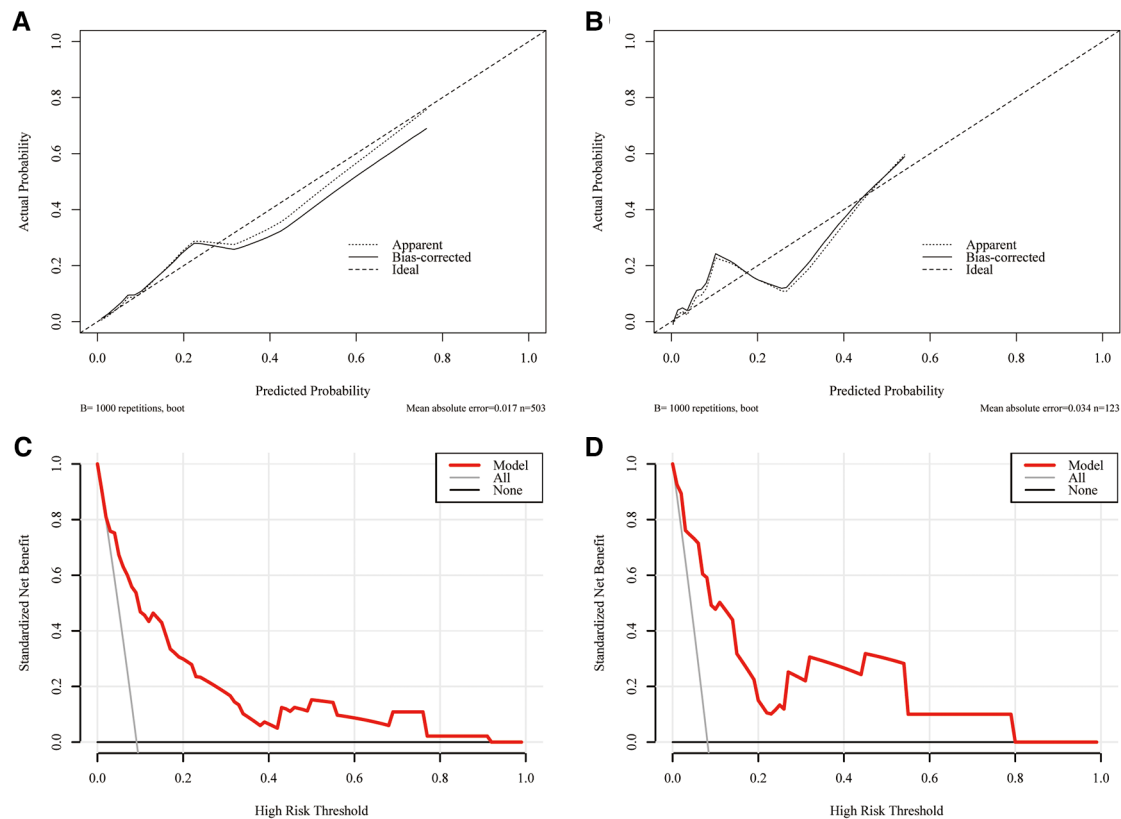 A
B
Actual Probability
1.0
0.8
0.6
0.4
0.2
0.0
Apparent
Bias-corrected
Ideal
0.0 0.2 0.4 0.6 0.8 1.0
Predicted Probability
B= 1000 repetitions, boot
Mean absolute error=0.017 n=503
Actual Probability
1.0
0.8
0.6
0.4
0.2
0.0
Apparent
Bias-corrected
Ideal
0.0 0.2 0.4 0.6 0.8 1.0
Predicted Probability
B= 1000 repetitions, boot
Mean absolute error=0.034 n=123
C
D
Standardized Net Benefit
1.0
0.8
0.6
0.4
0.2
0.0
Model
All
None
0.0 0.2 0.4 0.6 0.8 1.0
High Risk Threshold
Standardized Net Benefit
1.0
0.8
0.6
0.4
0.2
0.0
Model
All
None
0.0 0.2 0.4 0.6 0.8 1.0
High Risk Threshold